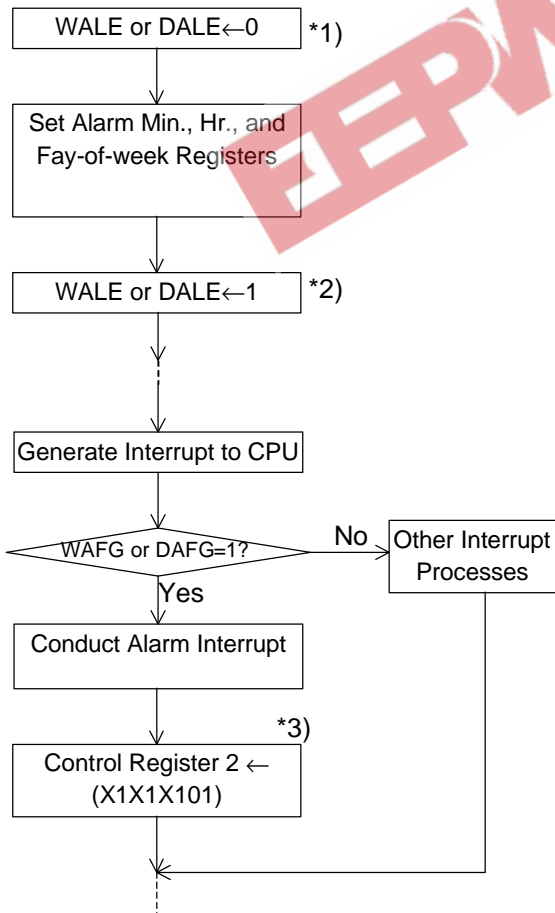 WALE or DALE←0
*1)
Set Alarm Min., Hr., and
Fay-of-week Registers
WALE or DALE←1
*2)
Generate Interrupt to CPU
WAFG or DAFG=1?
No
Other Interrupt
Processes
Yes
Conduct Alarm Interrupt
*3)
Control Register 2 ←
(X1X1X101)
EEPW